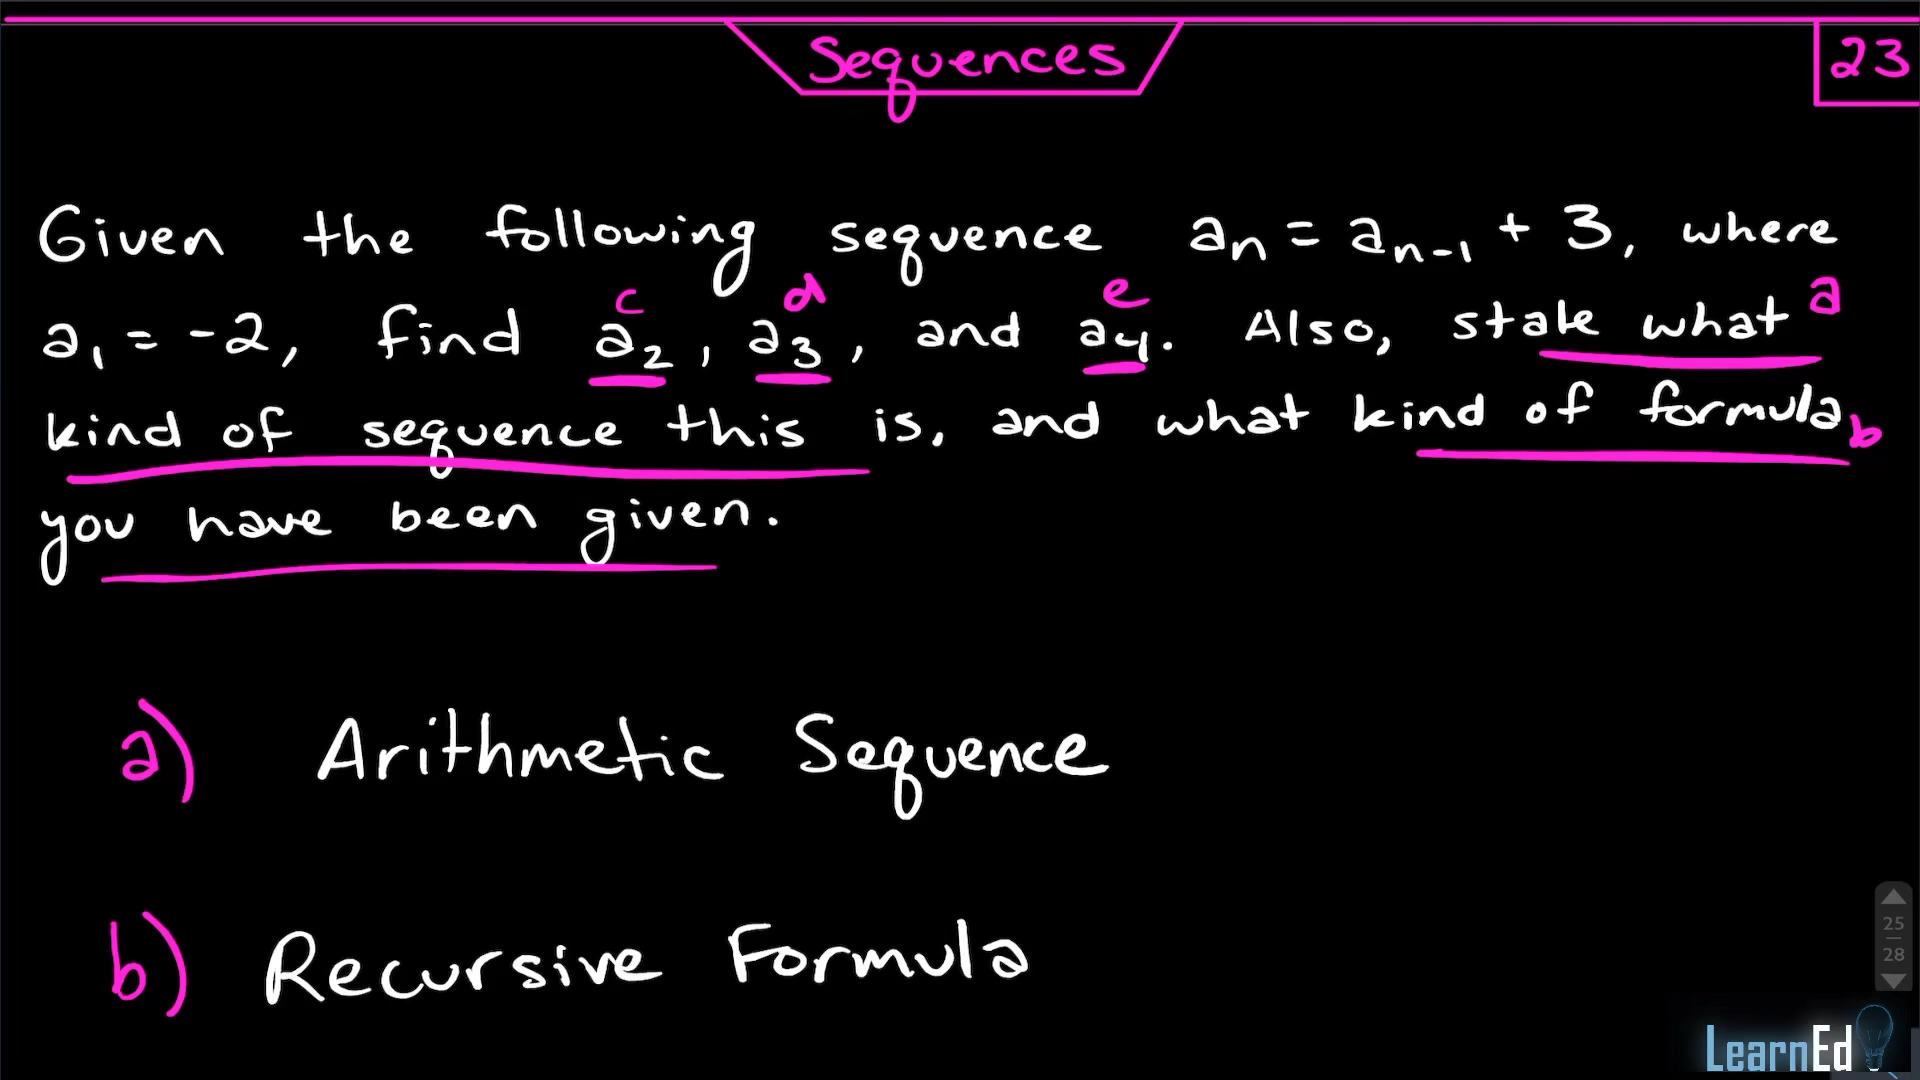 Sequences
23
Given the following sequence aₙ = aₙ₋₁ + 3, where
c d e a
a₁ = -2, find a₂, a₃, and a₄. Also, state what
kind of sequence this is, and what kind of formula b
you have been given.
a) Arithmetic Sequence
b) Recursive Formula
25
28
LearnEd